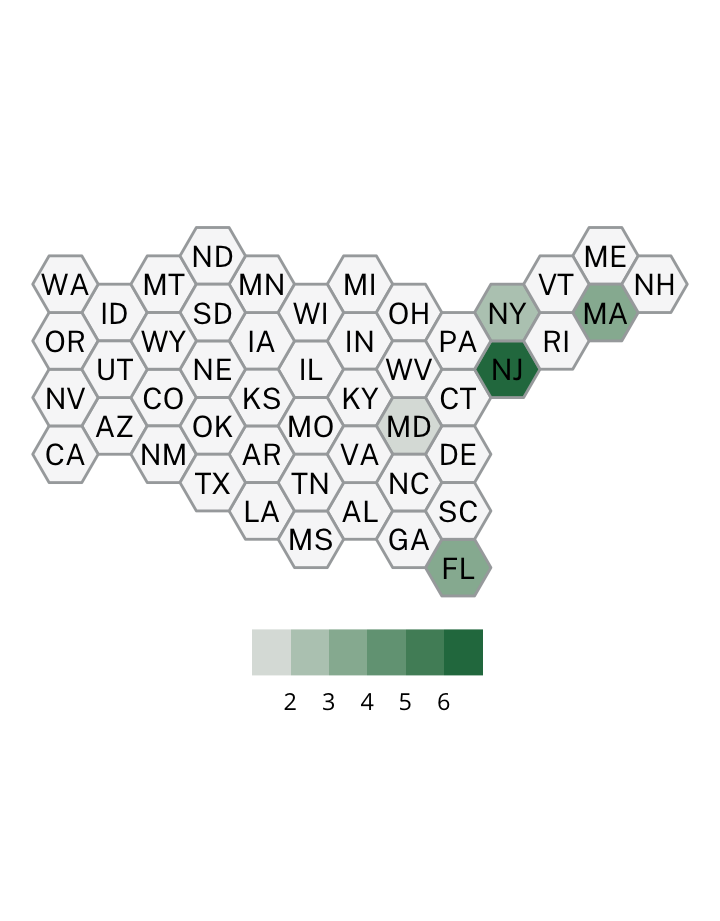 ND ME
WA MT MN MI VT NH
ID SD WI OH NY MA
OR WY IA IN PA RI
UT NE IL WV NJ
NV CO KS KY CT
AZ OK MO MD
CA NM AR VA DE
TX TN NC
LA AL SC
MS GA
FL
2 3 4 5 6